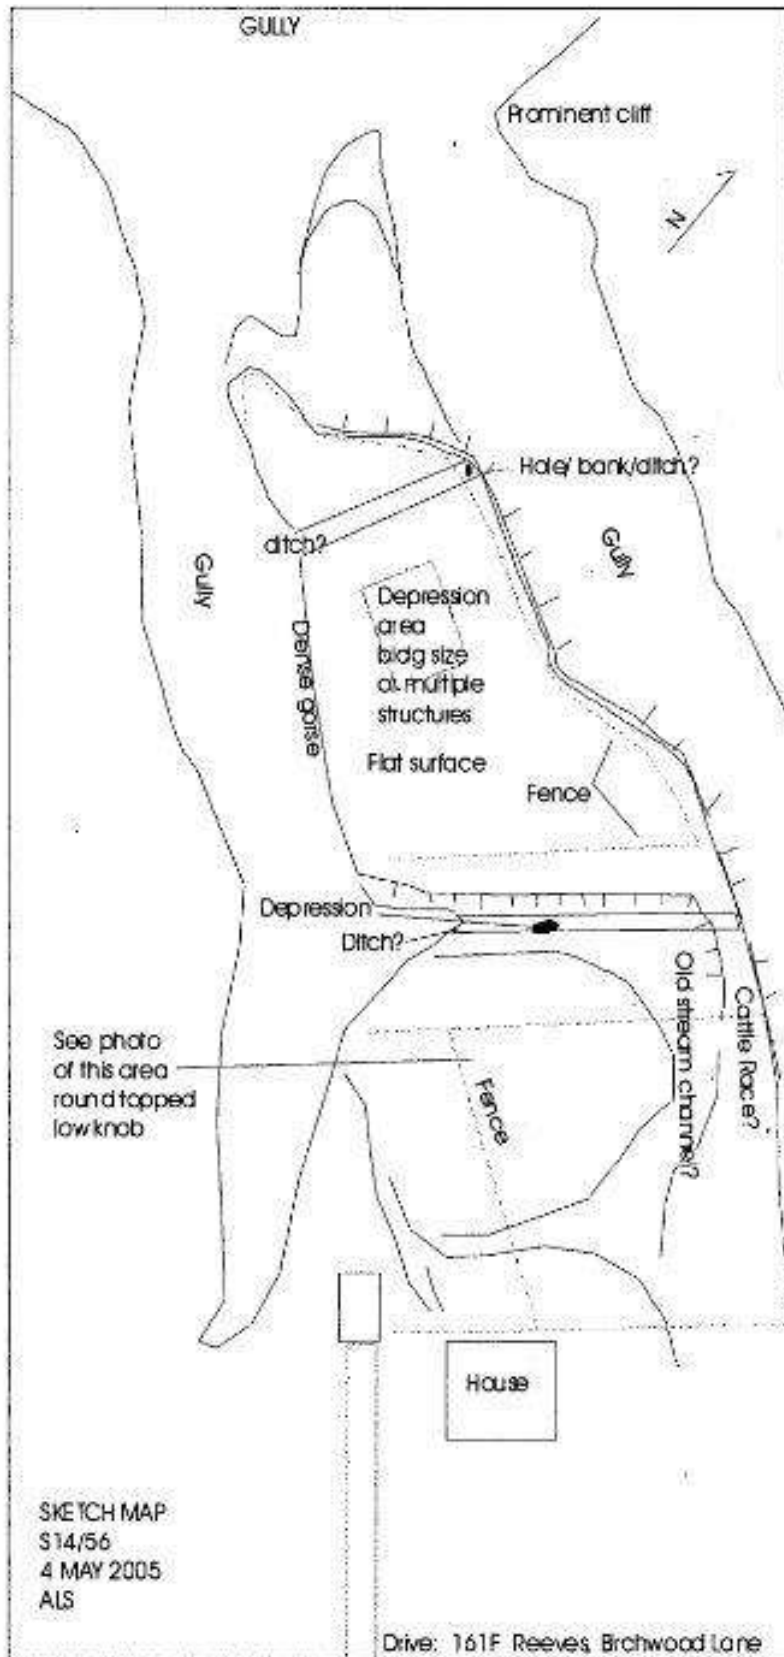 GULLY
Prominent cliff
N
Hole/ bank/ditch?
ditch?
Gully
Gully
Depression
area
bldg size
of multiple
structures
Dense gorse
Flat surface
Fence
Depression
Ditch?
Old stream channel?
Cattle Race?
See photo
of this area
round topped
low knob
Fence
House
SKETCH MAP
S14/56
4 MAY 2005
ALS
Drive: 161F Reeves, Birchwood Lane